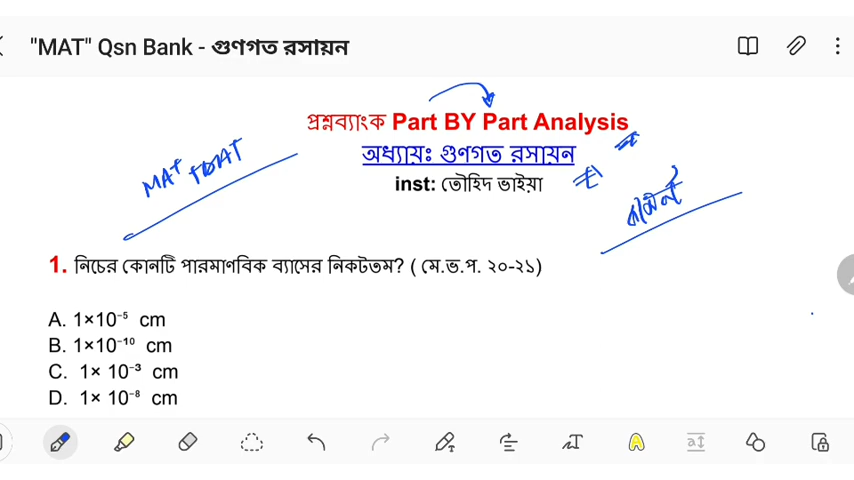 "MAT" Qsn Bank - গুণগত রসায়ন
প্রশ্নব্যাংক Part BY Part Analysis
অধ্যায়ঃ গুণগত রসায়ন
inst: তৌহিদ ভাইয়া
MAT + DAT
1. নিচের কোনটি পারমাণবিক ব্যাসের নিকটতম? ( মে.ভ.প. ২০-২১)
A. 1×10⁻⁵ cm
B. 1×10⁻¹⁰ cm
C. 1× 10⁻³ cm
D. 1× 10⁻⁸ cm